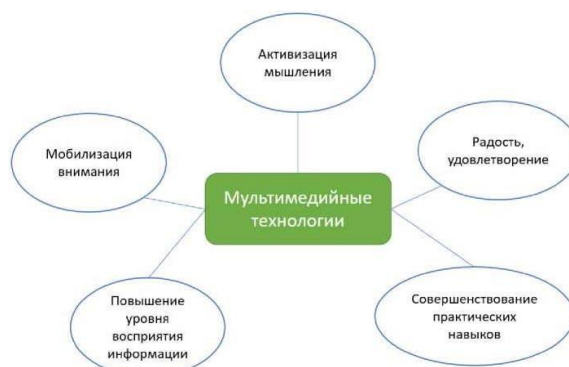 Активизация
мышления
Мобилизация
внимания
Радость,
удовлетворение
Мультимедийные
технологии
Повышение
уровня
восприятия
информации
Совершенствование
практических
навыков